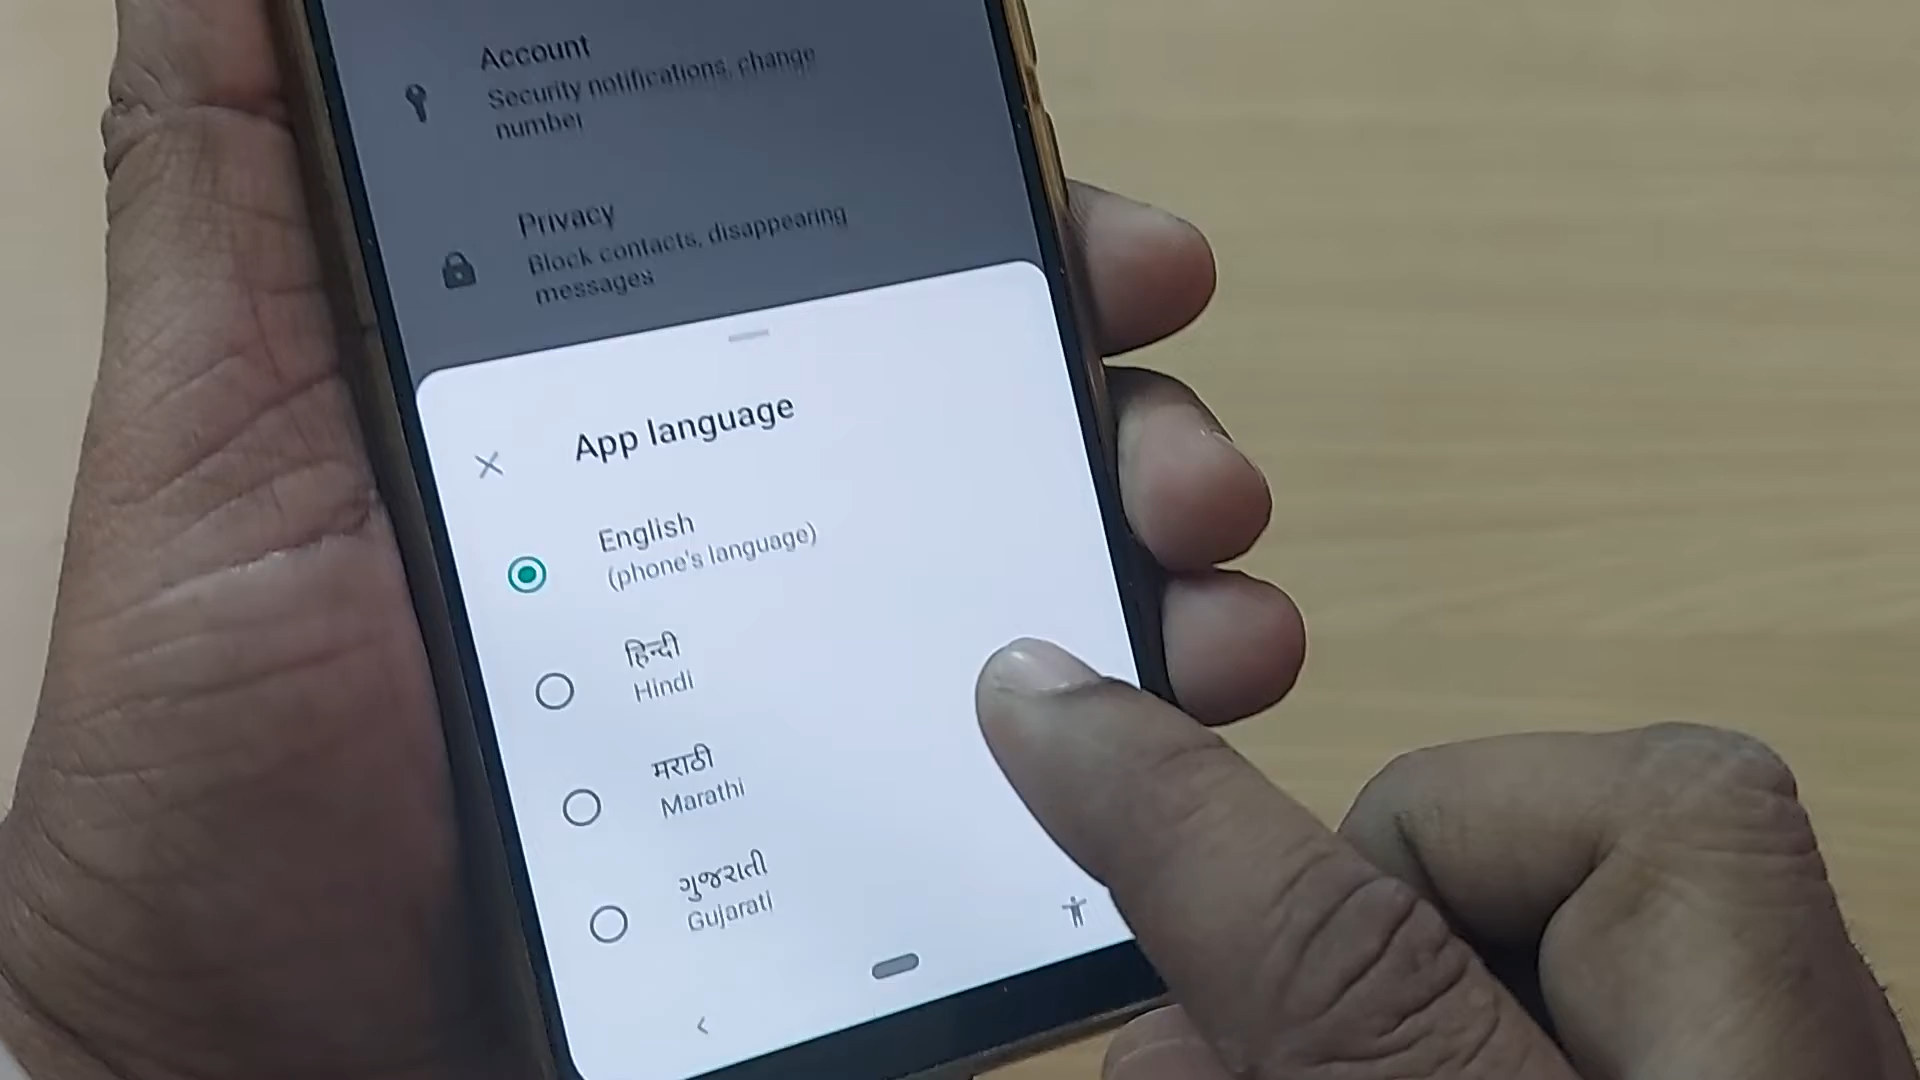 Account
Security notifications, change
number
Privacy
Block contacts, disappearing
messages
App language
English
(phone's language)
हिन्दी
Hindi
मराठी
Marathi
ગુજરાતી
Gujarati